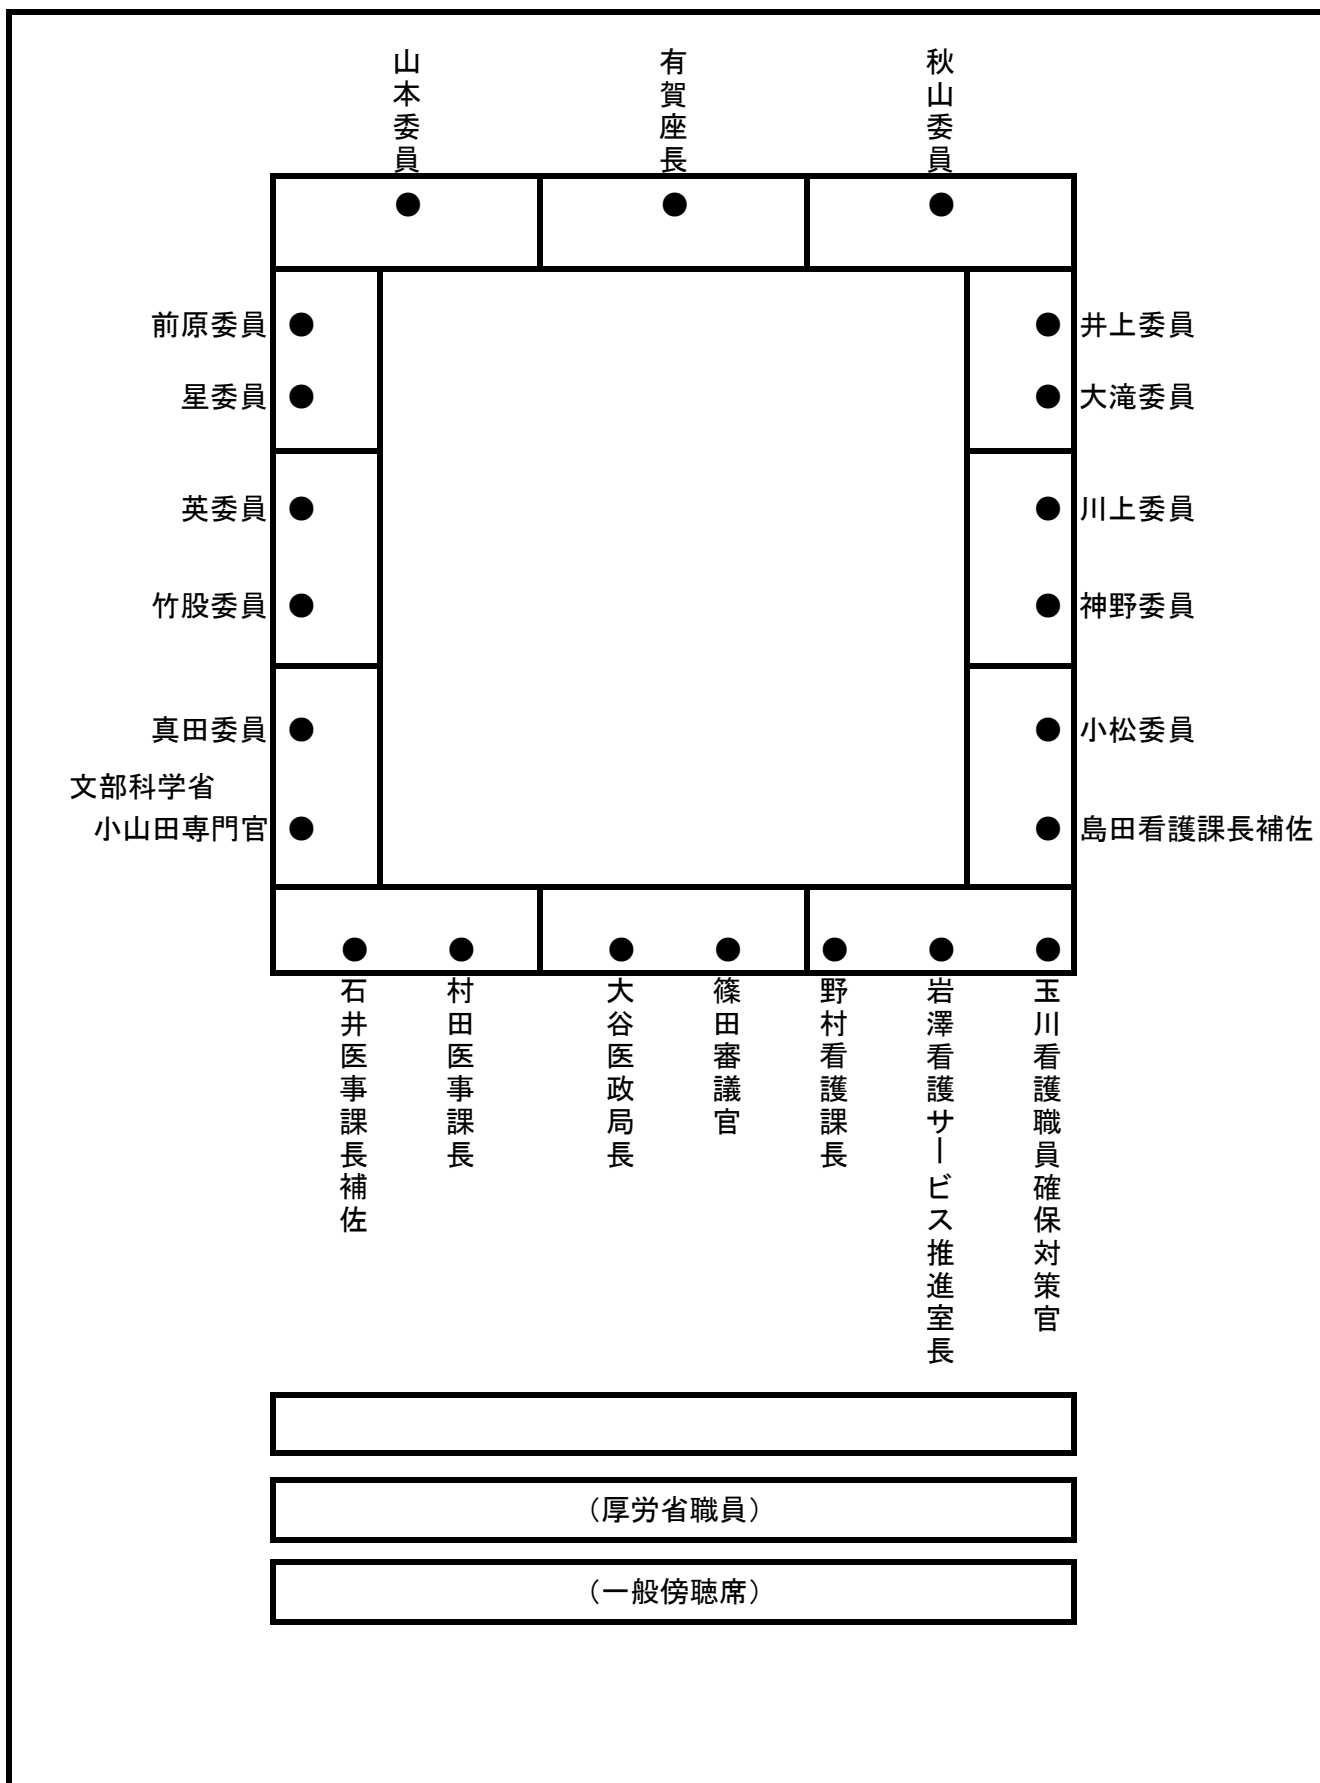 山本委員
有賀座長
秋山委員
前原委員
井上委員
星委員
大滝委員
英委員
川上委員
竹股委員
神野委員
真田委員
小松委員
文部科学省
小山田専門官
島田看護課長補佐
石井医事課長補佐
村田医事課長
大谷医政局長
篠田審議官
野村看護課長
岩澤看護サービス推進室長
玉川看護職員確保対策官
（厚労省職員）
（一般傍聴席）